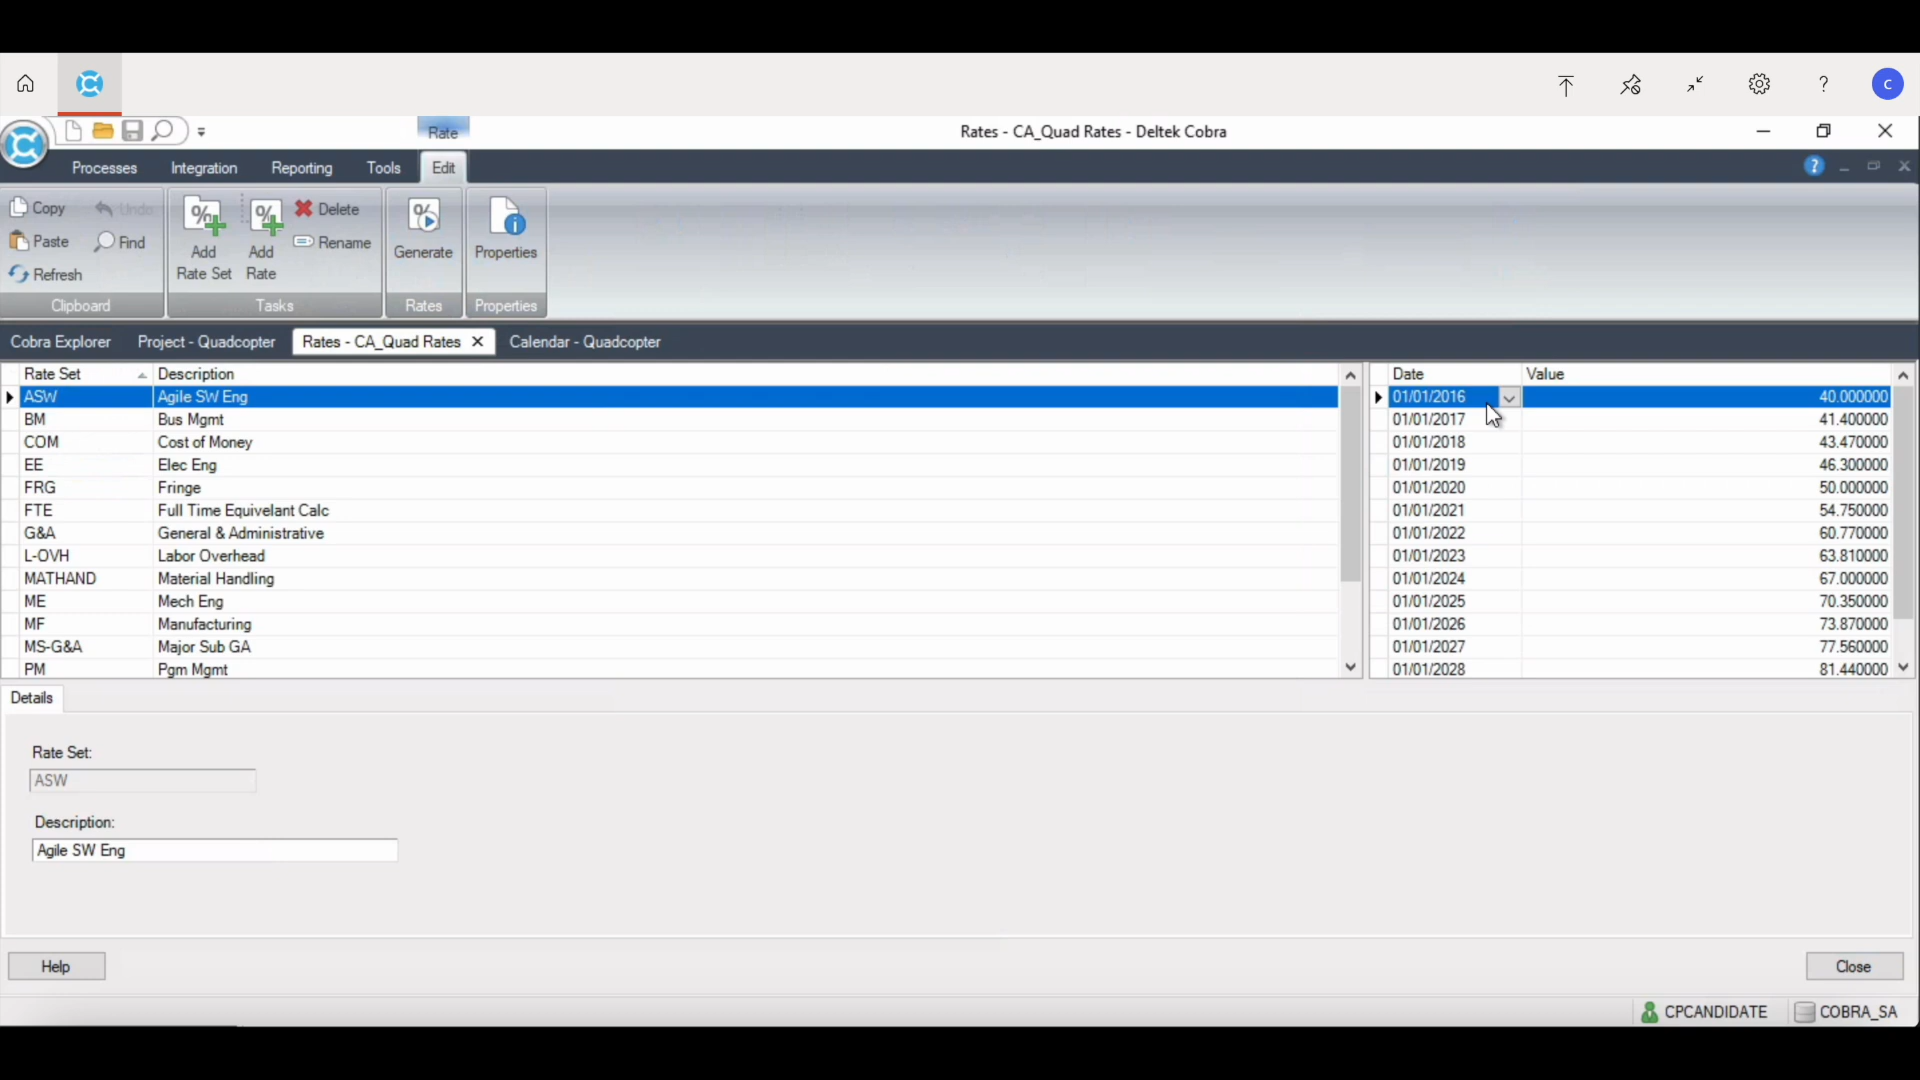 C
Rate
Rates - CA_Quad Rates - Deltek Cobra
Processes Integration Reporting Tools Edit
Copy Undo
Paste Find
Refresh
Clipboard
Add Rate Set
Add Rate
Delete
Rename
Tasks
Generate
Rates
Properties
Properties
Cobra Explorer Project - Quadcopter Rates - CA_Quad Rates Calendar - Quadcopter
Rate Set Description Date Value
ASW Agile SW Eng 01/01/2016 40.000000
BM Bus Mgmt 01/01/2017 41.400000
COM Cost of Money 01/01/2018 43.470000
EE Elec Eng 01/01/2019 46.300000
FRG Fringe 01/01/2020 50.000000
FTE Full Time Equivelant Calc 01/01/2021 54.750000
G&A General & Administrative 01/01/2022 60.770000
L-OVH Labor Overhead 01/01/2023 63.810000
MATHAND Material Handling 01/01/2024 67.000000
ME Mech Eng 01/01/2025 70.350000
MF Manufacturing 01/01/2026 73.870000
MS-G&A Major Sub GA 01/01/2027 77.560000
PM Pgm Mgmt 01/01/2028 81.440000
Details
Rate Set:
ASW
Description:
Agile SW Eng
Help Close
CPCANDIDATE COBRA_SA